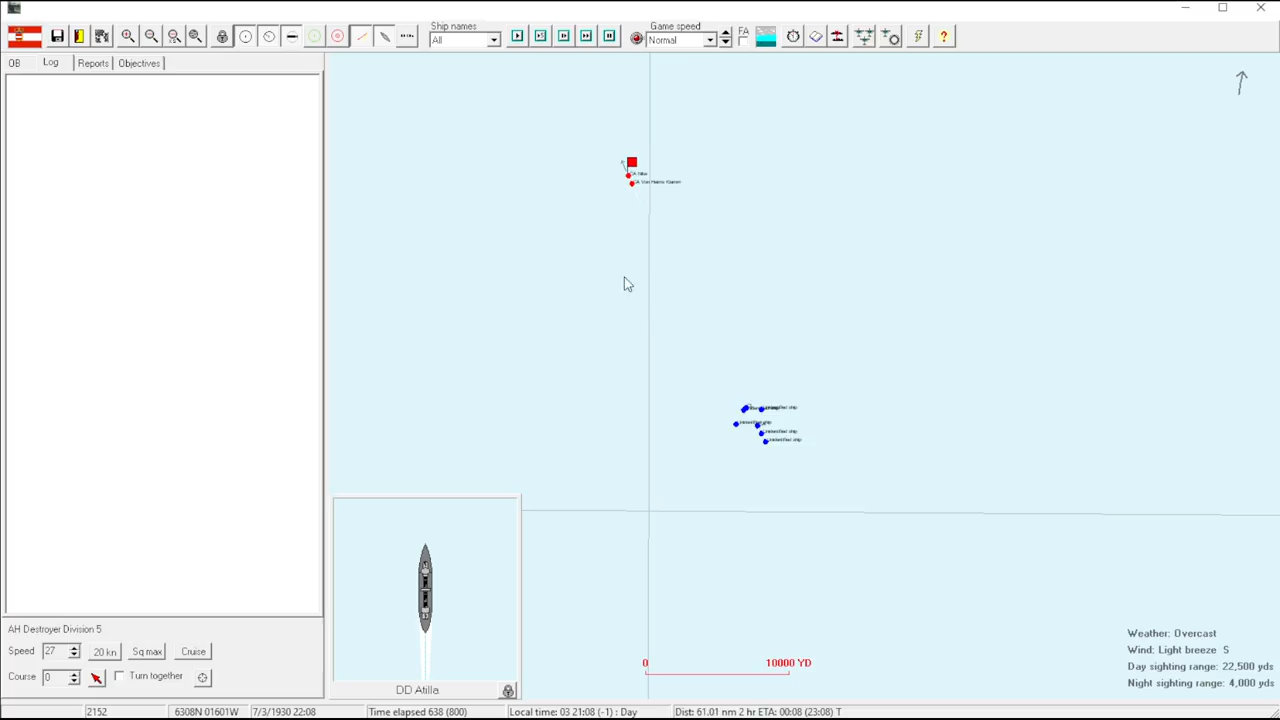 Ship names
All
Game speed
Normal
FA
?
OB
Log
Reports
Objectives
unidentified ship
unidentified ship
0
10000 YD
Weather: Overcast
Wind: Light breeze S
Day sighting range: 22,500 yds
Night sighting range: 4,000 yds
AH Destroyer Division 5
Speed
27
20 kn
Sq max
Cruise
Course
0
Turn together
DD Atilla
2152
6308N 01601W
7/3/1930 22:08
Time elapsed 638 (800)
Local time: 03 21:08 (-1) : Day
Dist: 61.01 nm 2 hr ETA: 00:08 (23:08) T